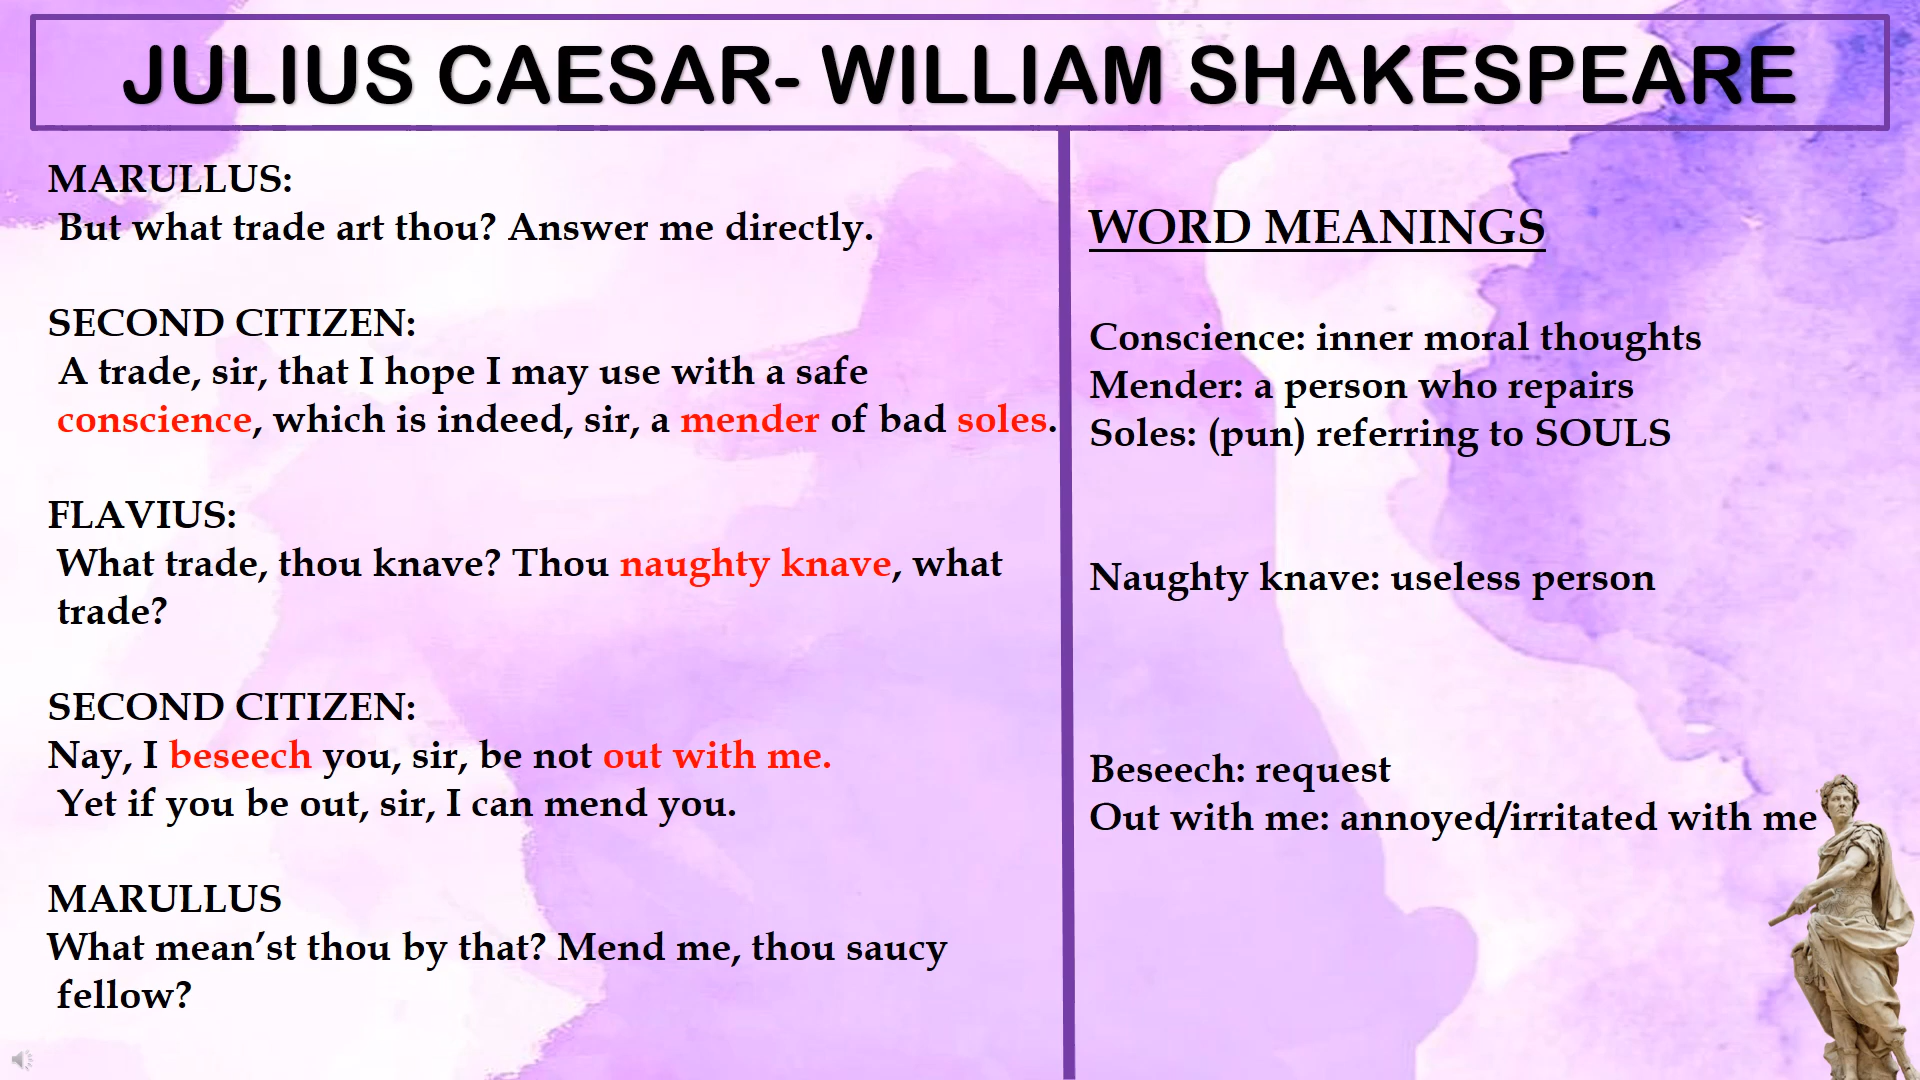 JULIUS CAESAR- WILLIAM SHAKESPEARE
MARULLUS:
But what trade art thou? Answer me directly.
SECOND CITIZEN:
A trade, sir, that I hope I may use with a safe
conscience, which is indeed, sir, a mender of bad soles.
FLAVIUS:
What trade, thou knave? Thou naughty knave, what
trade?
SECOND CITIZEN:
Nay, I beseech you, sir, be not out with me.
Yet if you be out, sir, I can mend you.
MARULLUS
What mean’st thou by that? Mend me, thou saucy
fellow?
WORD MEANINGS
Conscience: inner moral thoughts
Mender: a person who repairs
Soles: (pun) referring to SOULS
Naughty knave: useless person
Beseech: request
Out with me: annoyed/irritated with me